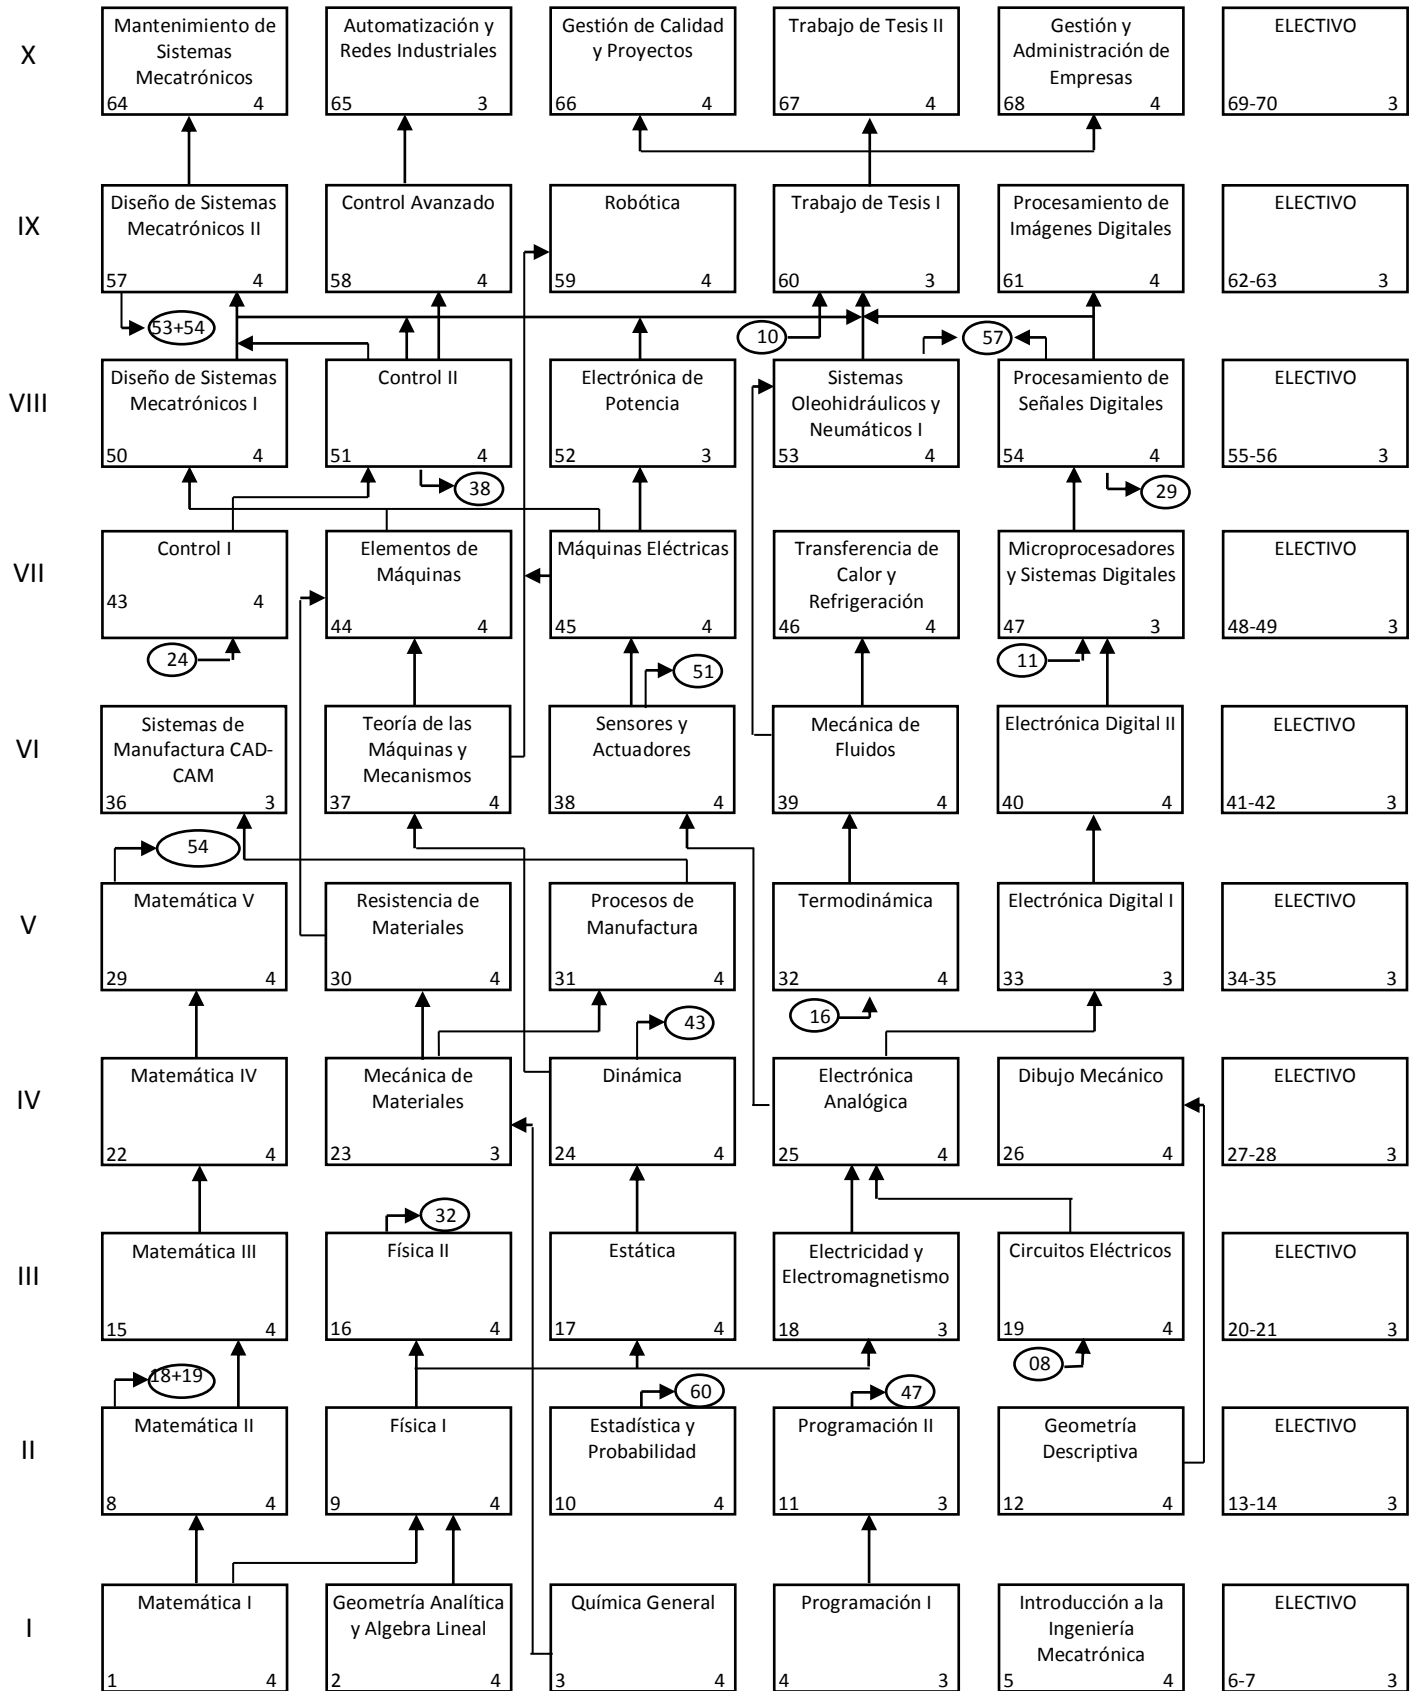 X
Mantenimiento de
Sistemas
Mecatrónicos
64 4
Automatización y
Redes Industriales
65 3
Gestión de Calidad
y Proyectos
66 4
Trabajo de Tesis II
67 4
Gestión y
Administración de
Empresas
68 4
ELECTIVO
69-70 3
IX
Diseño de Sistemas
Mecatrónicos II
57 4
Control Avanzado
58 4
Robótica
59 4
Trabajo de Tesis I
60 3
Procesamiento de
Imágenes Digitales
61 4
ELECTIVO
62-63 3
53+54
10
57
VIII
Diseño de Sistemas
Mecatrónicos I
50 4
Control II
51 4
Electrónica de
Potencia
52 3
Sistemas
Oleohidráulicos y
Neumáticos I
53 4
Procesamiento de
Señales Digitales
54 4
ELECTIVO
55-56 3
38
29
VII
Control I
43 4
Elementos de
Máquinas
44 4
Máquinas Eléctricas
45 4
Transferencia de
Calor y
Refrigeración
46 4
Microprocesadores
y Sistemas Digitales
47 3
ELECTIVO
48-49 3
24
51
11
VI
Sistemas de
Manufactura CAD-
CAM
36 3
Teoría de las
Máquinas y
Mecanismos
37 4
Sensores y
Actuadores
38 4
Mecánica de
Fluidos
39 4
Electrónica Digital II
40 4
ELECTIVO
41-42 3
54
V
Matemática V
29 4
Resistencia de
Materiales
30 4
Procesos de
Manufactura
31 4
Termodinámica
32 4
Electrónica Digital I
33 3
ELECTIVO
34-35 3
43
16
IV
Matemática IV
22 4
Mecánica de
Materiales
23 3
Dinámica
24 4
Electrónica
Analógica
25 4
Dibujo Mecánico
26 4
ELECTIVO
27-28 3
32
III
Matemática III
15 4
Física II
16 4
Estática
17 4
Electricidad y
Electromagnetismo
18 3
Circuitos Eléctricos
19 4
ELECTIVO
20-21 3
18+19
60
47
08
II
Matemática II
8 4
Física I
9 4
Estadística y
Probabilidad
10 4
Programación II
11 3
Geometría
Descriptiva
12 4
ELECTIVO
13-14 3
I
Matemática I
1 4
Geometría Analítica
y Algebra Lineal
2 4
Química General
3 4
Programación I
4 3
Introducción a la
Ingeniería
Mecatrónica
5 4
ELECTIVO
6-7 3